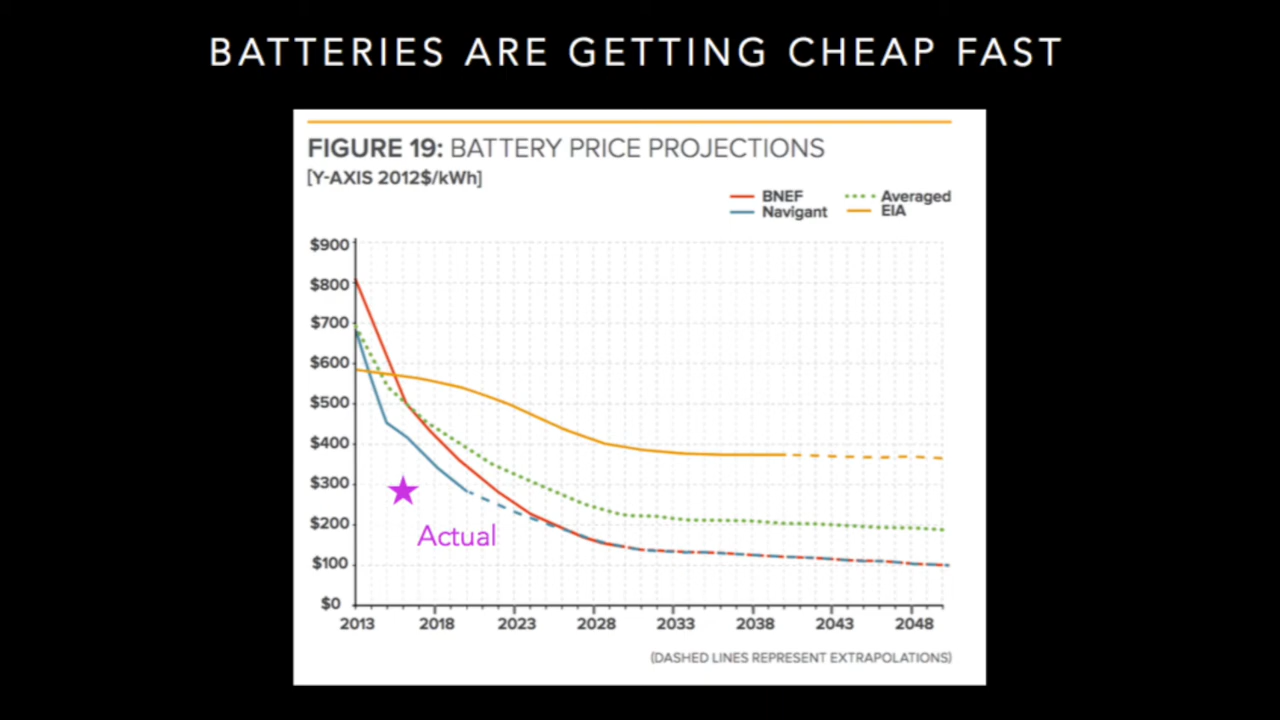 BATTERIES ARE GETTING CHEAP FAST
FIGURE 19: BATTERY PRICE PROJECTIONS
[Y-AXIS 2012$/kWh]
BNEF
Averaged
Navigant
EIA
$900
$800
$700
$600
$500
$400
$300
$200
$100
$0
Actual
2013 2018 2023 2028 2033 2038 2043 2048
(DASHED LINES REPRESENT EXTRAPOLATIONS)